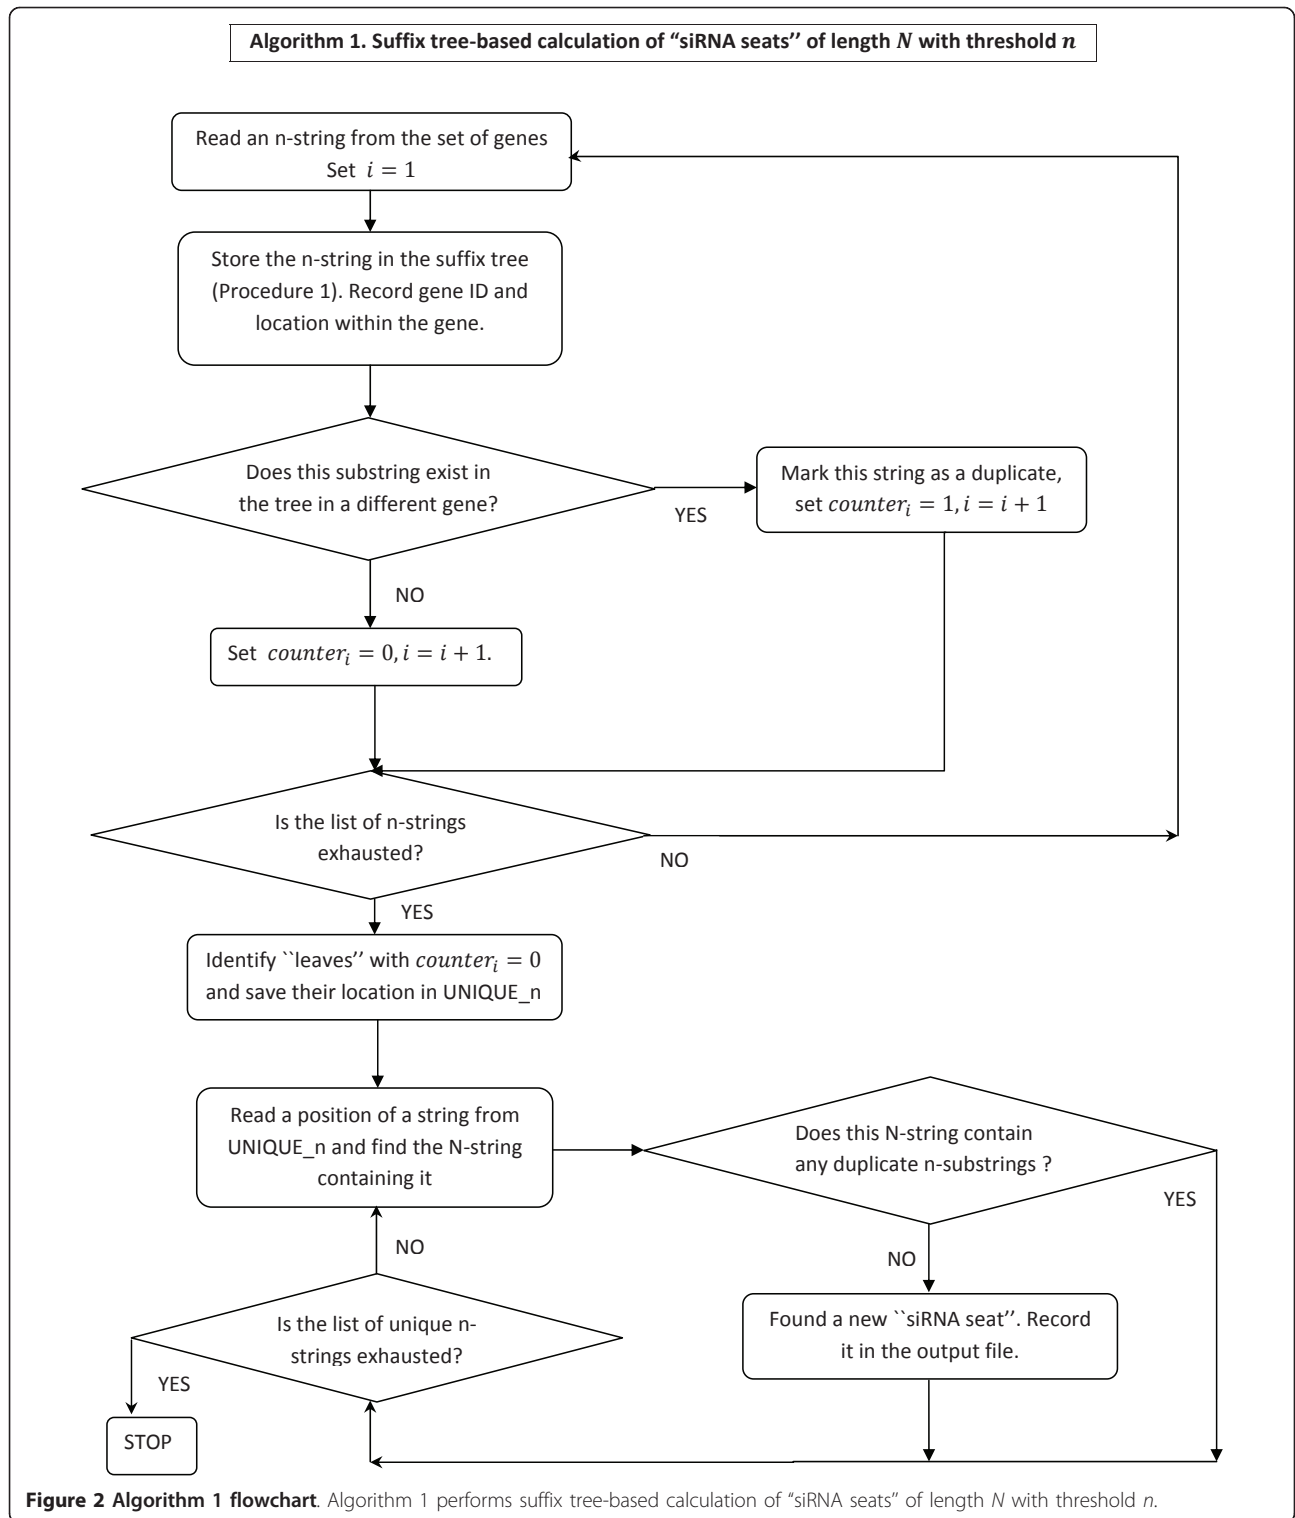 Algorithm 1. Suffix tree-based calculation of "siRNA seats'' of length N with threshold n
Read an n-string from the set of genes
Set i = 1
Store the n-string in the suffix tree
(Procedure 1). Record gene ID and
location within the gene.
Does this substring exist in
the tree in a different gene?
YES
Mark this string as a duplicate,
set counterᵢ = 1, i = i + 1
NO
Set counterᵢ = 0, i = i + 1.
Is the list of n-strings
exhausted?
NO
YES
Identify ``leaves'' with counterᵢ = 0
and save their location in UNIQUE_n
Read a position of a string from
UNIQUE_n and find the N-string
containing it
Does this N-string contain
any duplicate n-substrings ?
YES
NO
NO
Found a new ``siRNA seat''. Record
it in the output file.
Is the list of unique n-
strings exhausted?
YES
STOP
Figure 2 Algorithm 1 flowchart. Algorithm 1 performs suffix tree-based calculation of "siRNA seats" of length N with threshold n.